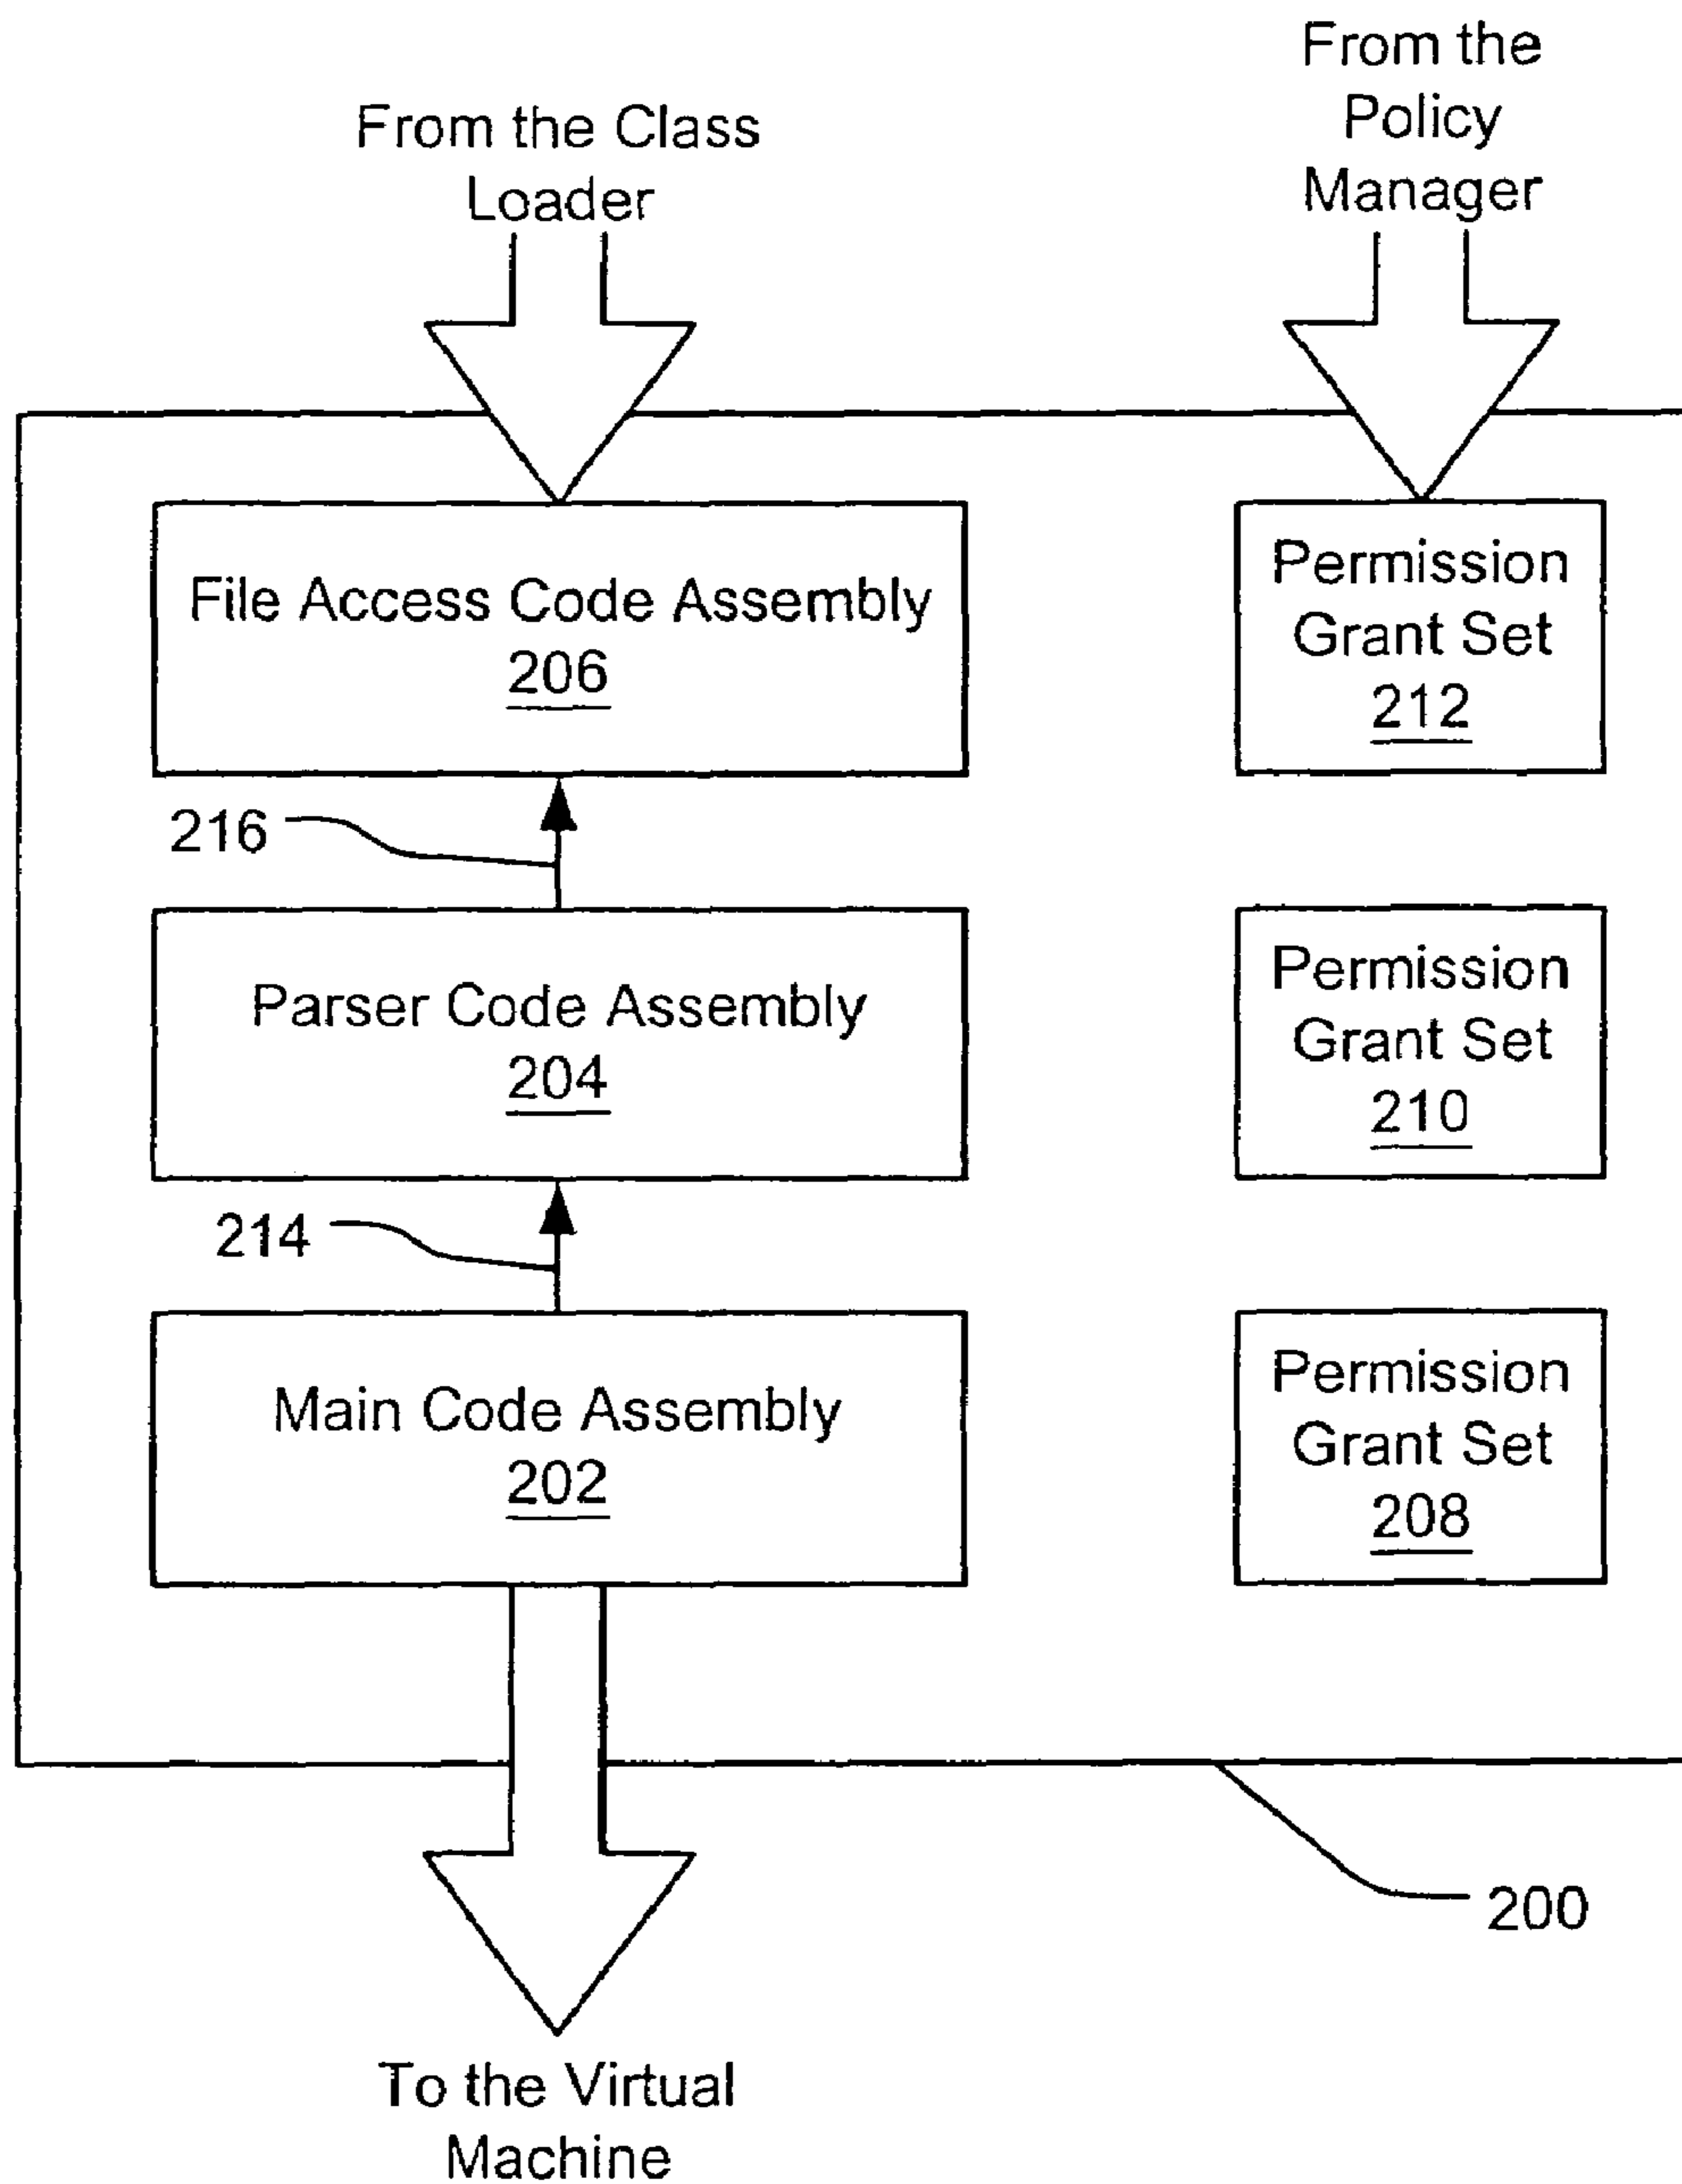 From the Class
Loader
From the
Policy
Manager
File Access Code Assembly
206
Permission
Grant Set
212
216
Parser Code Assembly
204
Permission
Grant Set
210
214
Main Code Assembly
202
Permission
Grant Set
208
200
To the Virtual
Machine